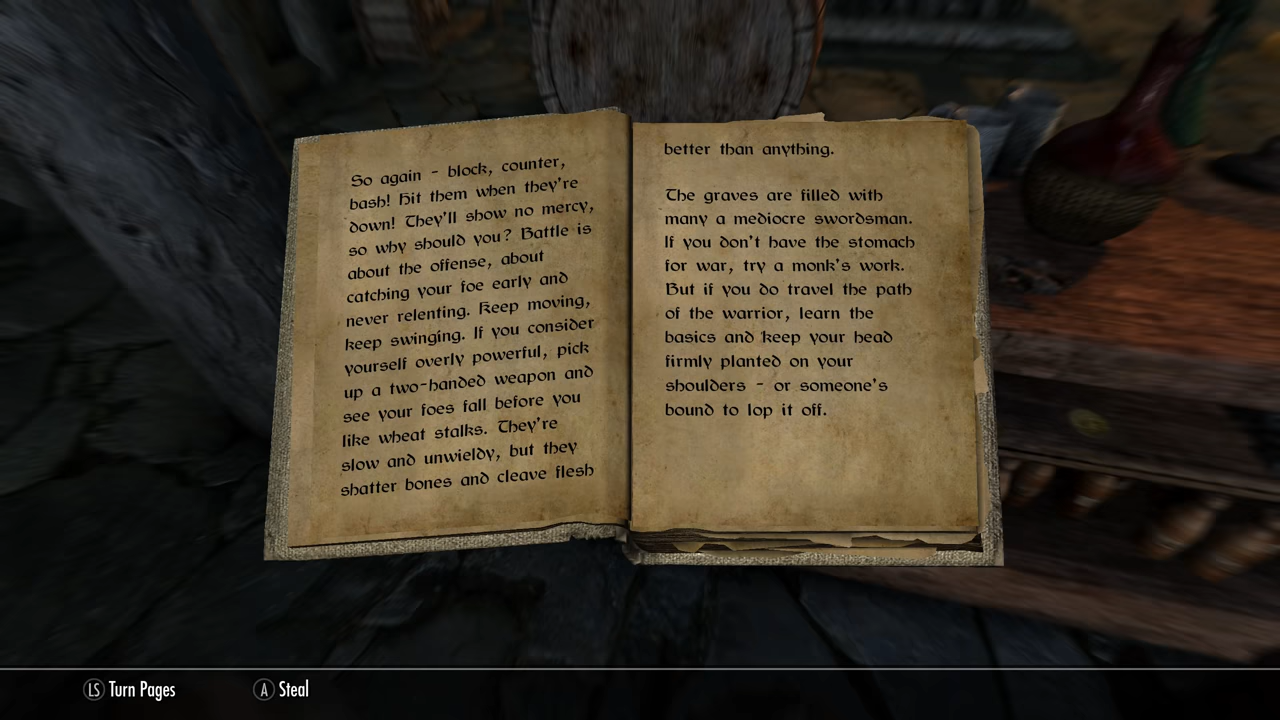 So again - block, counter,
bash! Hit them when they're
down! They'll show no mercy,
so why should you? Battle is
about the offense, about
catching your foe early and
never relenting. Keep moving,
keep swinging. If you consider
yourself overly powerful, pick
up a two-handed weapon and
see your foes fall before you
like wheat stalks. They're
slow and unwieldy, but they
shatter bones and cleave flesh
better than anything.
The graves are filled with
many a mediocre swordsman.
If you don't have the stomach
for war, try a monk's work.
But if you do travel the path
of the warrior, learn the
basics and keep your head
firmly planted on your
shoulders - or someone's
bound to lop it off.
LS Turn Pages
A Steal